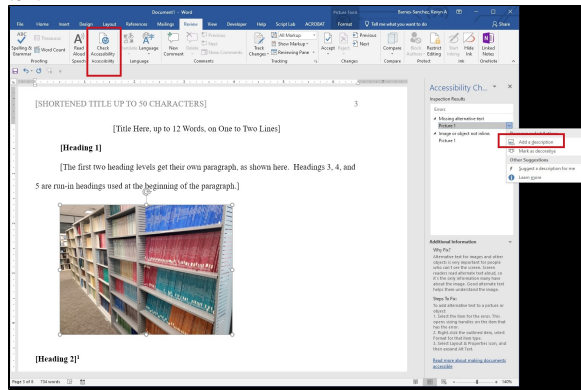 Document1 - Word
Picture Tools
Barnes-Sanchez, Karyn A
File Home Insert Design Layout References Mailings Review View Developer Help Script Lab ACROBAT Format Tell me what you want to do Share
Spelling & Grammar
Thesaurus
Word Count
Read Aloud
Check Accessibility
Translate
Language
New Comment
Delete
Previous
Next
Show Comments
Track Changes
All Markup
Show Markup
Reviewing Pane
Accept
Reject
Previous
Next
Compare
Block Authors
Restrict Editing
Start Inking
Hide Ink
Linked Notes
Proofing Speech Accessibility Language Comments Tracking Changes Compare Protect Ink OneNote
[SHORTENED TITLE UP TO 50 CHARACTERS] 3
[Title Here, up to 12 Words, on One to Two Lines]
[Heading 1]
[The first two heading levels get their own paragraph, as shown here. Headings 3, 4, and
5 are run-in headings used at the beginning of the paragraph.]
[Heading 2]³
Accessibility Ch...
Inspection Results
Errors
Missing alternative text
Picture 1
Image or object not inline
Picture 1
Add a description
Mark as decorative
Other Suggestions
Suggest a description for me
Learn more
Additional Information
Why Fix?
Alternative text for images and other
objects is very important for people
who can't see the screen. Screen
readers read alternate text aloud, so
it's the only information many have
about the image. Good alternate text
helps them understand the image.
Steps To Fix:
To add alternative text to a picture or
object:
1. Select the item for the error. This
opens sizing handles on the item that
has the error.
2. Right-click the outlined item, select
Format for that item type.
3. Select Layout & Properties icon, and
then expand Alt Text.
Read more about making documents
accessible
Page 3 of 8 734 words
140%